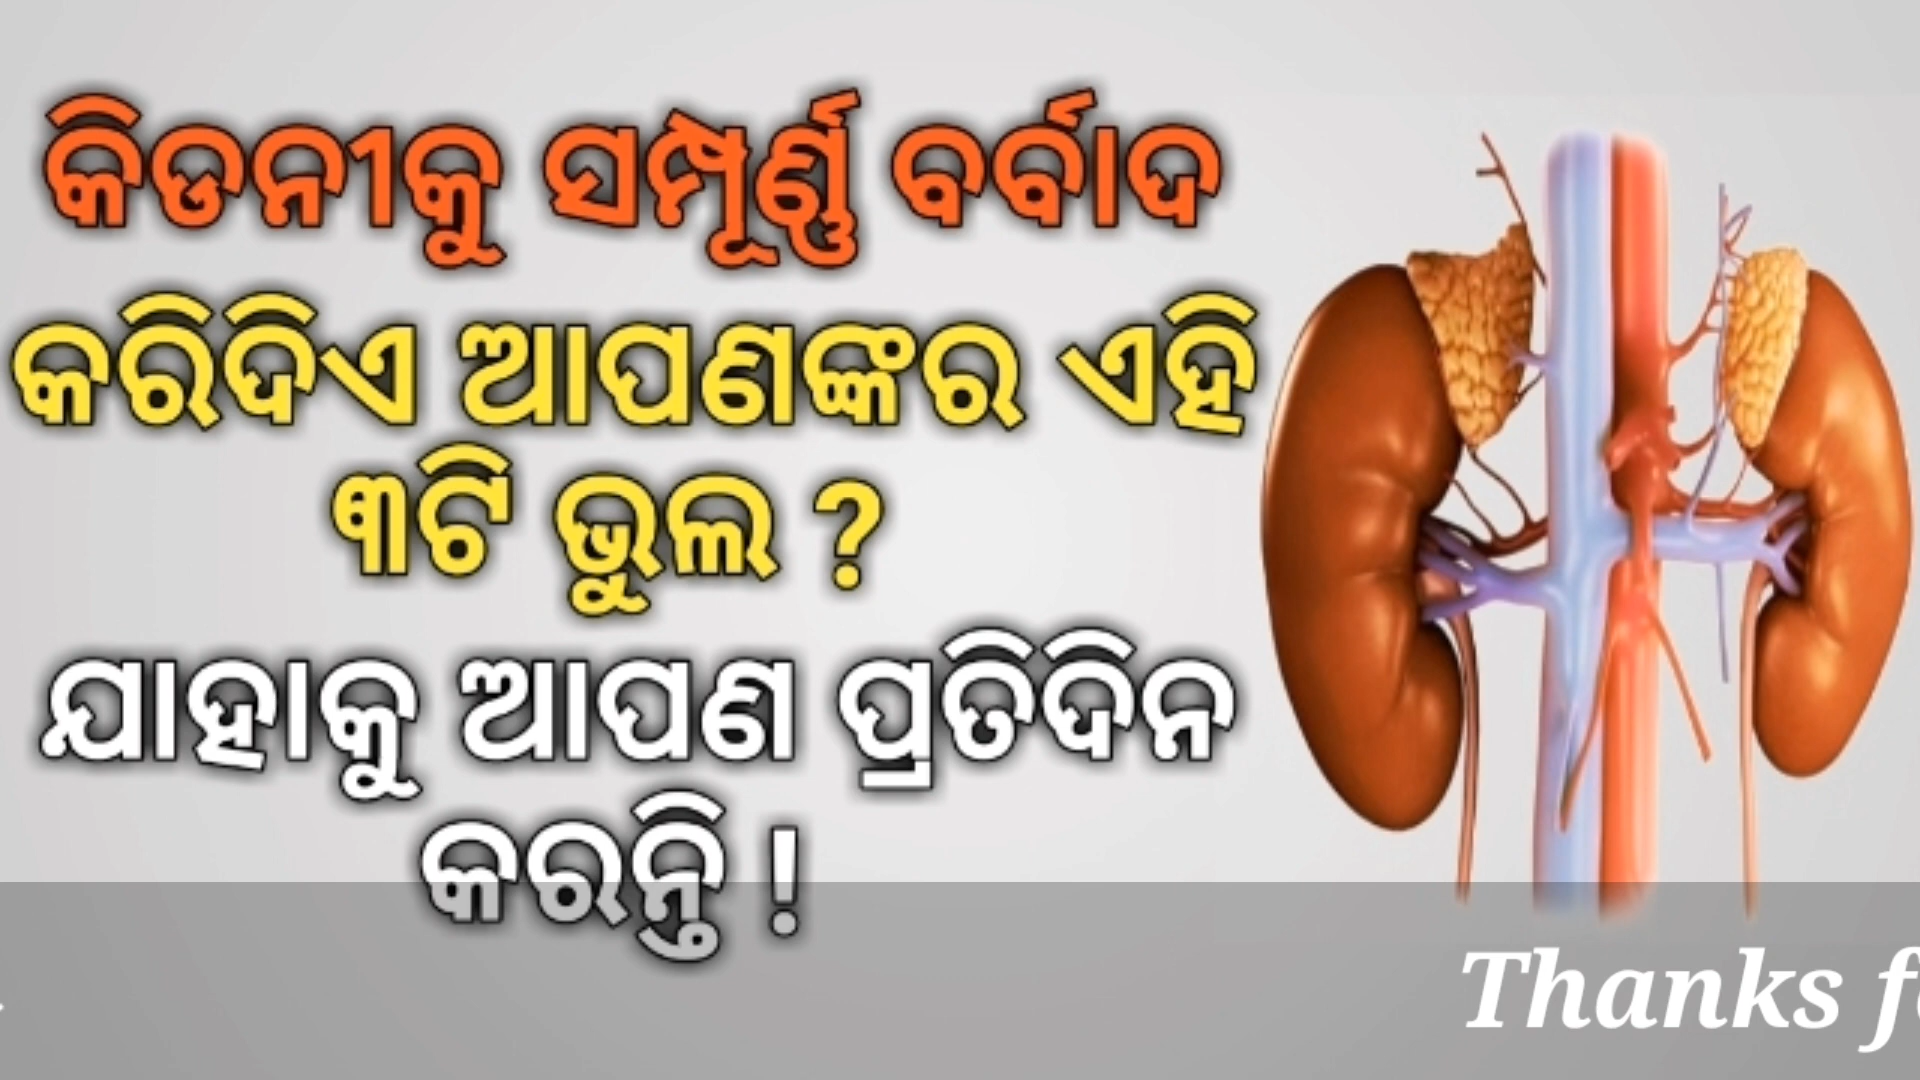 କିଡନୀକୁ ସମ୍ପୂର୍ଣ୍ଣ ବର୍ବାଦ
କରିଦିଏ ଆପଣଙ୍କର ଏହି
୩ଟି ଭୁଲ ?
ଯାହାକୁ ଆପଣ ପ୍ରତିଦିନ
କରନ୍ତି !
Thanks